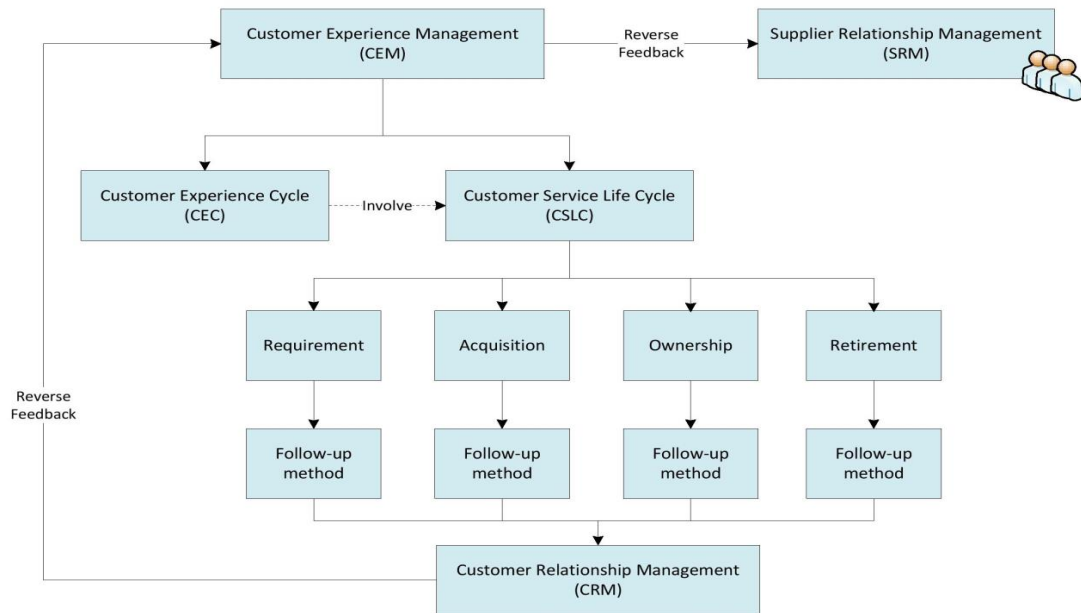 Customer Experience Management
(CEM)
Reverse
Feedback
Supplier Relationship Management
(SRM)
Customer Experience Cycle
(CEC)
Involve
Customer Service Life Cycle
(CSLC)
Requirement
Acquisition
Ownership
Retirement
Reverse
Feedback
Follow-up
method
Follow-up
method
Follow-up
method
Follow-up
method
Customer Relationship Management
(CRM)